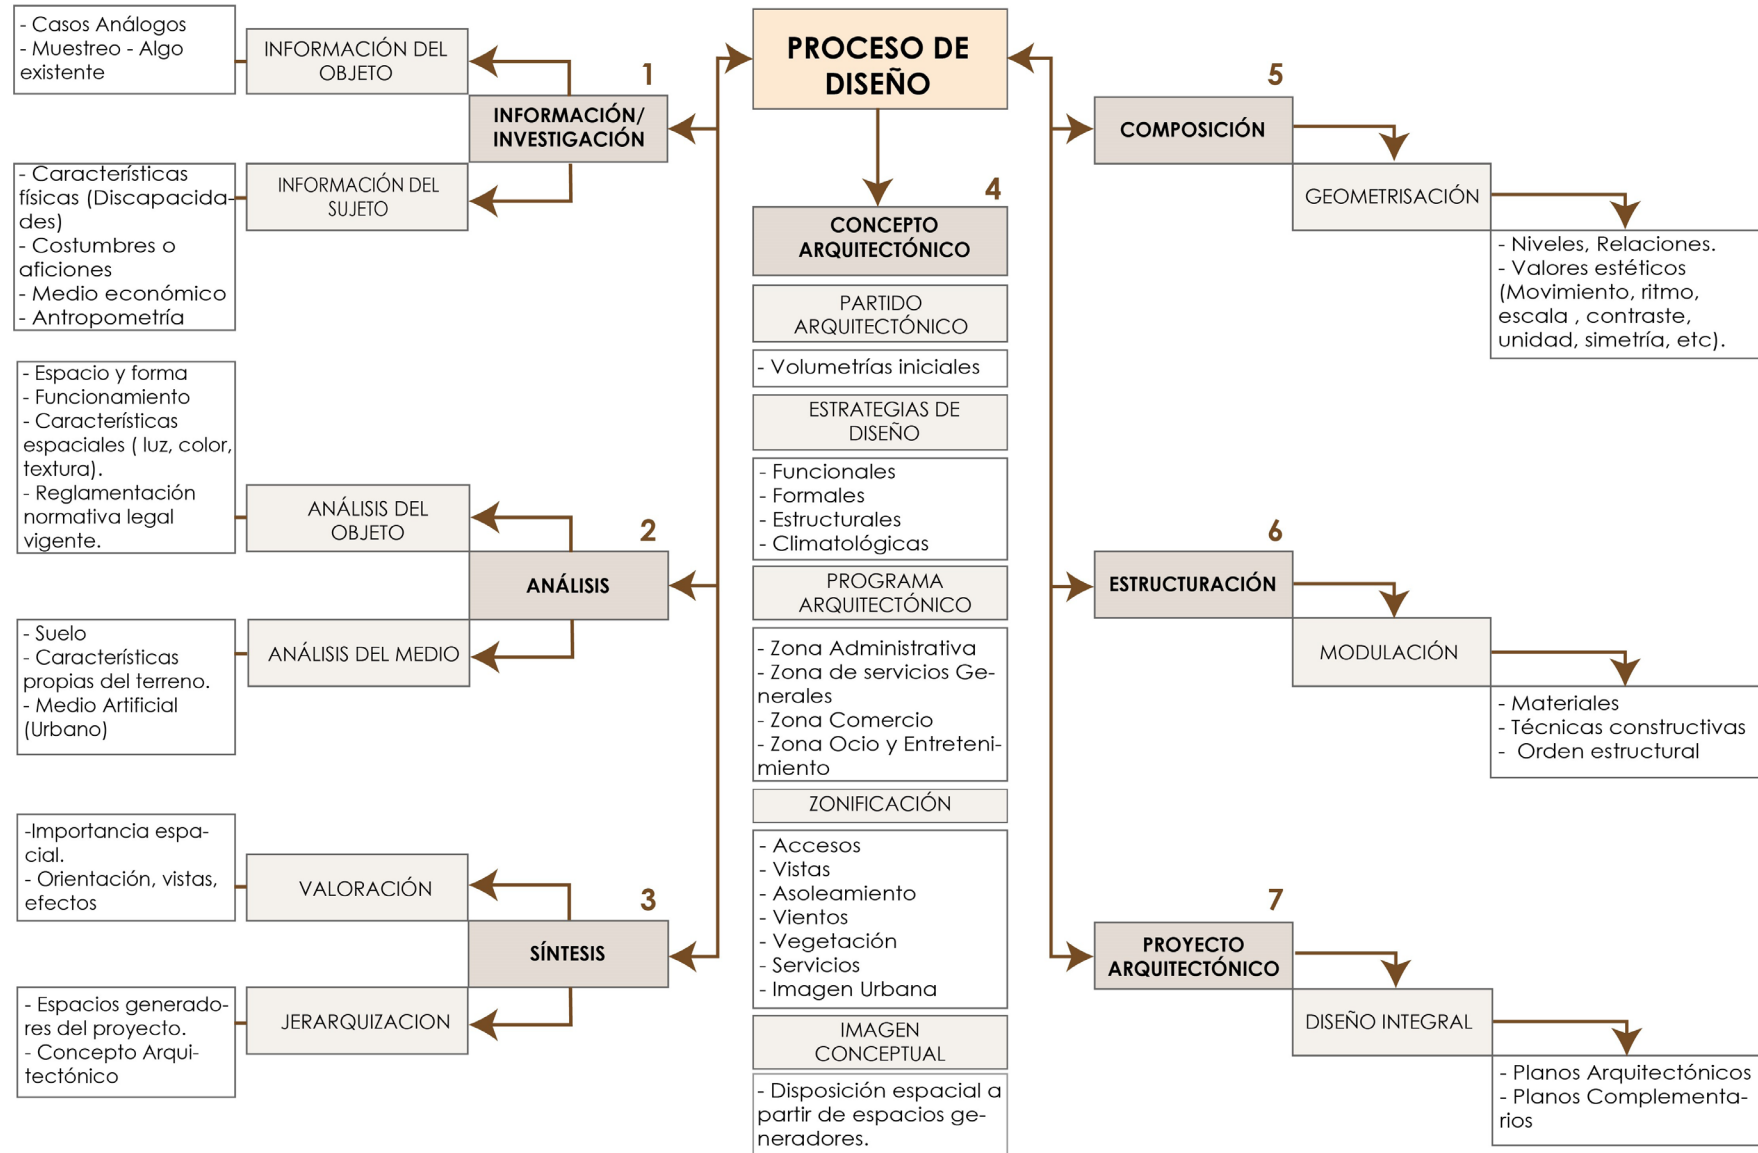 PROCESO DE
DISEÑO
1
INFORMACIÓN/
INVESTIGACIÓN
INFORMACIÓN DEL
OBJETO
- Casos Análogos
- Muestreo - Algo
existente
INFORMACIÓN DEL
SUJETO
- Características
físicas (Discapacida-
des)
- Costumbres o
aficiones
- Medio económico
- Antropometría
2
ANÁLISIS
ANÁLISIS DEL
OBJETO
- Espacio y forma
- Funcionamiento
- Características
espaciales ( luz, color,
textura).
- Reglamentación
normativa legal
vigente.
ANÁLISIS DEL MEDIO
- Suelo
- Características
propias del terreno.
- Medio Artificial
(Urbano)
3
SÍNTESIS
VALORACIÓN
-Importancia espa-
cial.
- Orientación, vistas,
efectos
JERARQUIZACION
- Espacios generado-
res del proyecto.
- Concepto Arqui-
tectónico
4
CONCEPTO
ARQUITECTÓNICO
PARTIDO
ARQUITECTÓNICO
- Volumetrías iniciales
ESTRATEGIAS DE
DISEÑO
- Funcionales
- Formales
- Estructurales
- Climatológicas
PROGRAMA
ARQUITECTÓNICO
- Zona Administrativa
- Zona de servicios Ge-
nerales
- Zona Comercio
- Zona Ocio y Entreteni-
miento
ZONIFICACIÓN
- Accesos
- Vistas
- Asoleamiento
- Vientos
- Vegetación
- Servicios
- Imagen Urbana
IMAGEN
CONCEPTUAL
- Disposición espacial a
partir de espacios ge-
neradores.
5
COMPOSICIÓN
GEOMETRISACIÓN
- Niveles, Relaciones.
- Valores estéticos
(Movimiento, ritmo,
escala , contraste,
unidad, simetría, etc).
6
ESTRUCTURACIÓN
MODULACIÓN
- Materiales
- Técnicas constructivas
- Orden estructural
7
PROYECTO
ARQUITECTÓNICO
DISEÑO INTEGRAL
- Planos Arquitectónicos
- Planos Complementa-
rios